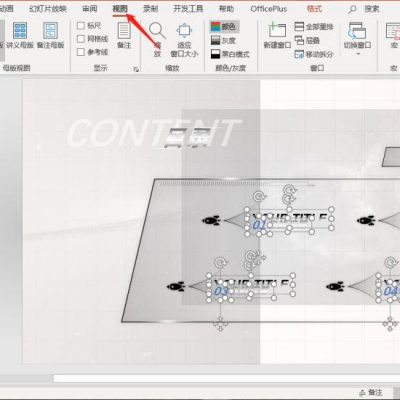 动画 幻灯片放映 审阅 视图 录制 开发工具 帮助 OfficePlus 格式 搜索
标尺
网格线
参考线
讲义母版 备注母版 备注 缩放 适应窗口大小 颜色 灰度 黑白模式 新建窗口 全部重排 层叠 移动拆分 切换窗口 宏
母版视图 显示 缩放 颜色/灰度 窗口 宏
CONTENT
目录
YOUR TITLE
01
YOUR TITLE
03
04
备注